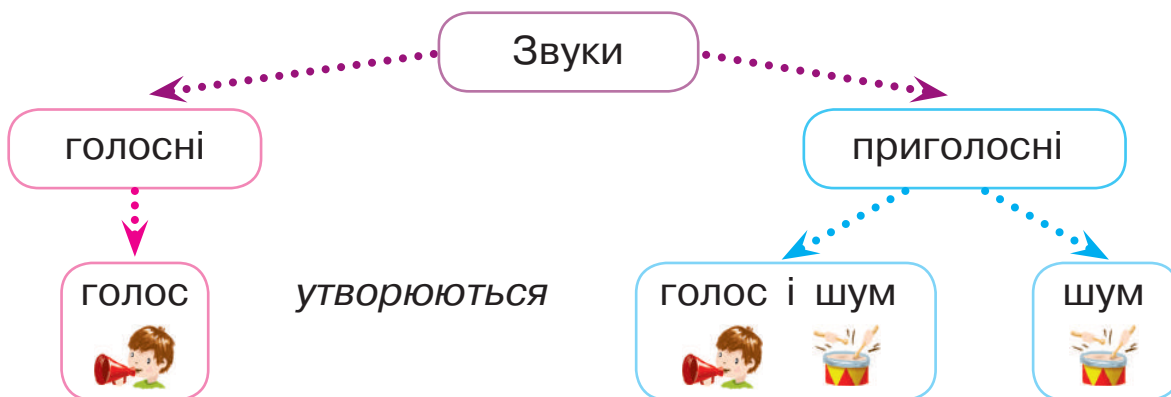 Звуки
голосні
приголосні
голос
утворюються
голос і шум
шум